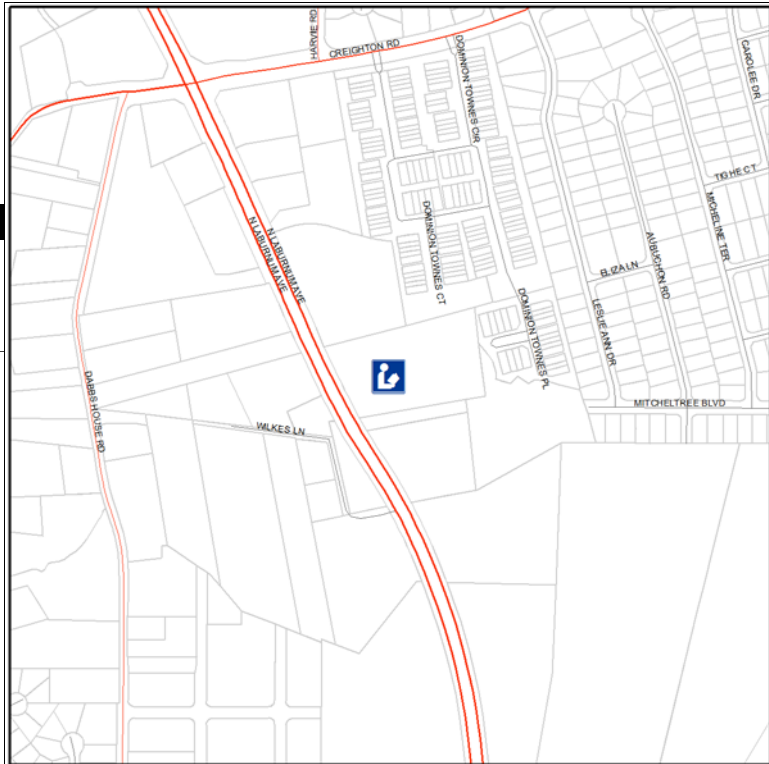 HARVIE RD
CREIGHTON RD
DOMINION TOWNES CIR
CAROLEE DR
TIGHE CT
MICHELINE TER
N LABURNUM AVE
N LABURNUM AVE
DOMINION TOWNES CT
AUBUCHON RD
ELIZA LN
LESLIE ANN DR
DOMINION TOWNES PL
DABBS HOUSE RD
MITCHELTREE BLVD
WILKES LN